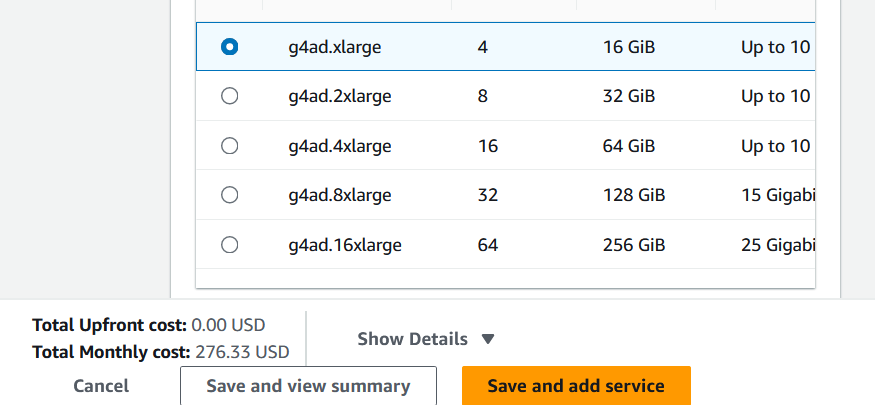 g4ad.xlarge 4 16 GiB Up to 10
g4ad.2xlarge 8 32 GiB Up to 10
g4ad.4xlarge 16 64 GiB Up to 10
g4ad.8xlarge 32 128 GiB 15 Gigabi
g4ad.16xlarge 64 256 GiB 25 Gigabi
Total Upfront cost: 0.00 USD
Total Monthly cost: 276.33 USD
Show Details
Cancel Save and view summary Save and add service